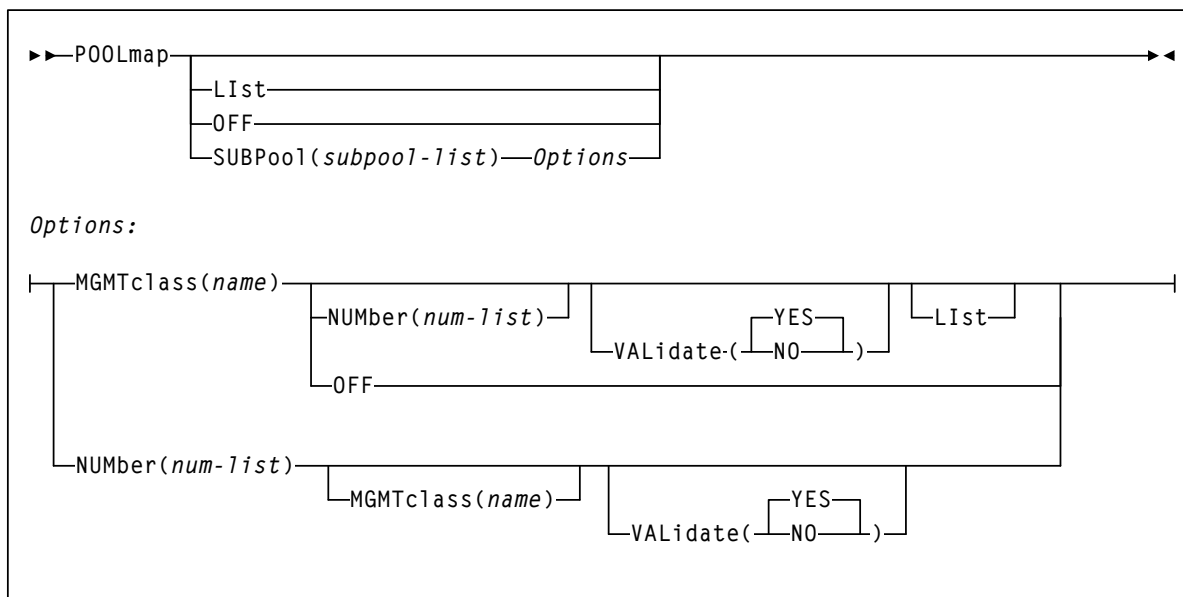 POOLmap
LIst
OFF
SUBPool(subpool-list) Options
Options:
MGMTclass(name)
NUMber(num-list)
VALidate(
YES
NO
)
LIst
OFF
NUMber(num-list)
MGMTclass(name)
VALidate(
YES
NO
)